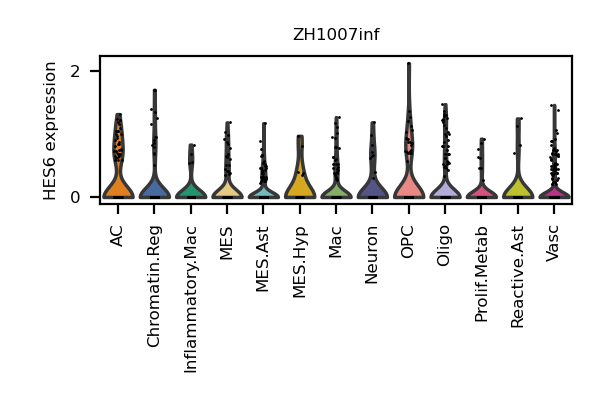 ZH1007inf
HES6 expression
2
0
AC
Chromatin.Reg
Inflammatory.Mac
MES
MES.Ast
MES.Hyp
Mac
Neuron
OPC
Oligo
Prolif.Metab
Reactive.Ast
Vasc